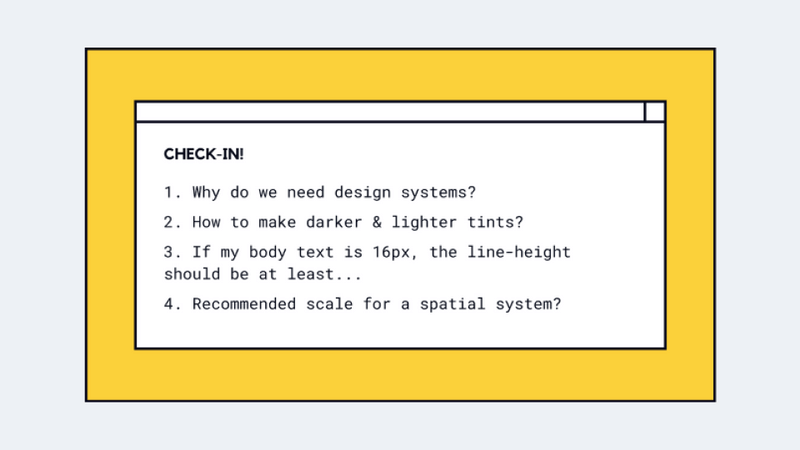 CHECK-IN!
1. Why do we need design systems?
2. How to make darker & lighter tints?
3. If my body text is 16px, the line-height
should be at least...
4. Recommended scale for a spatial system?